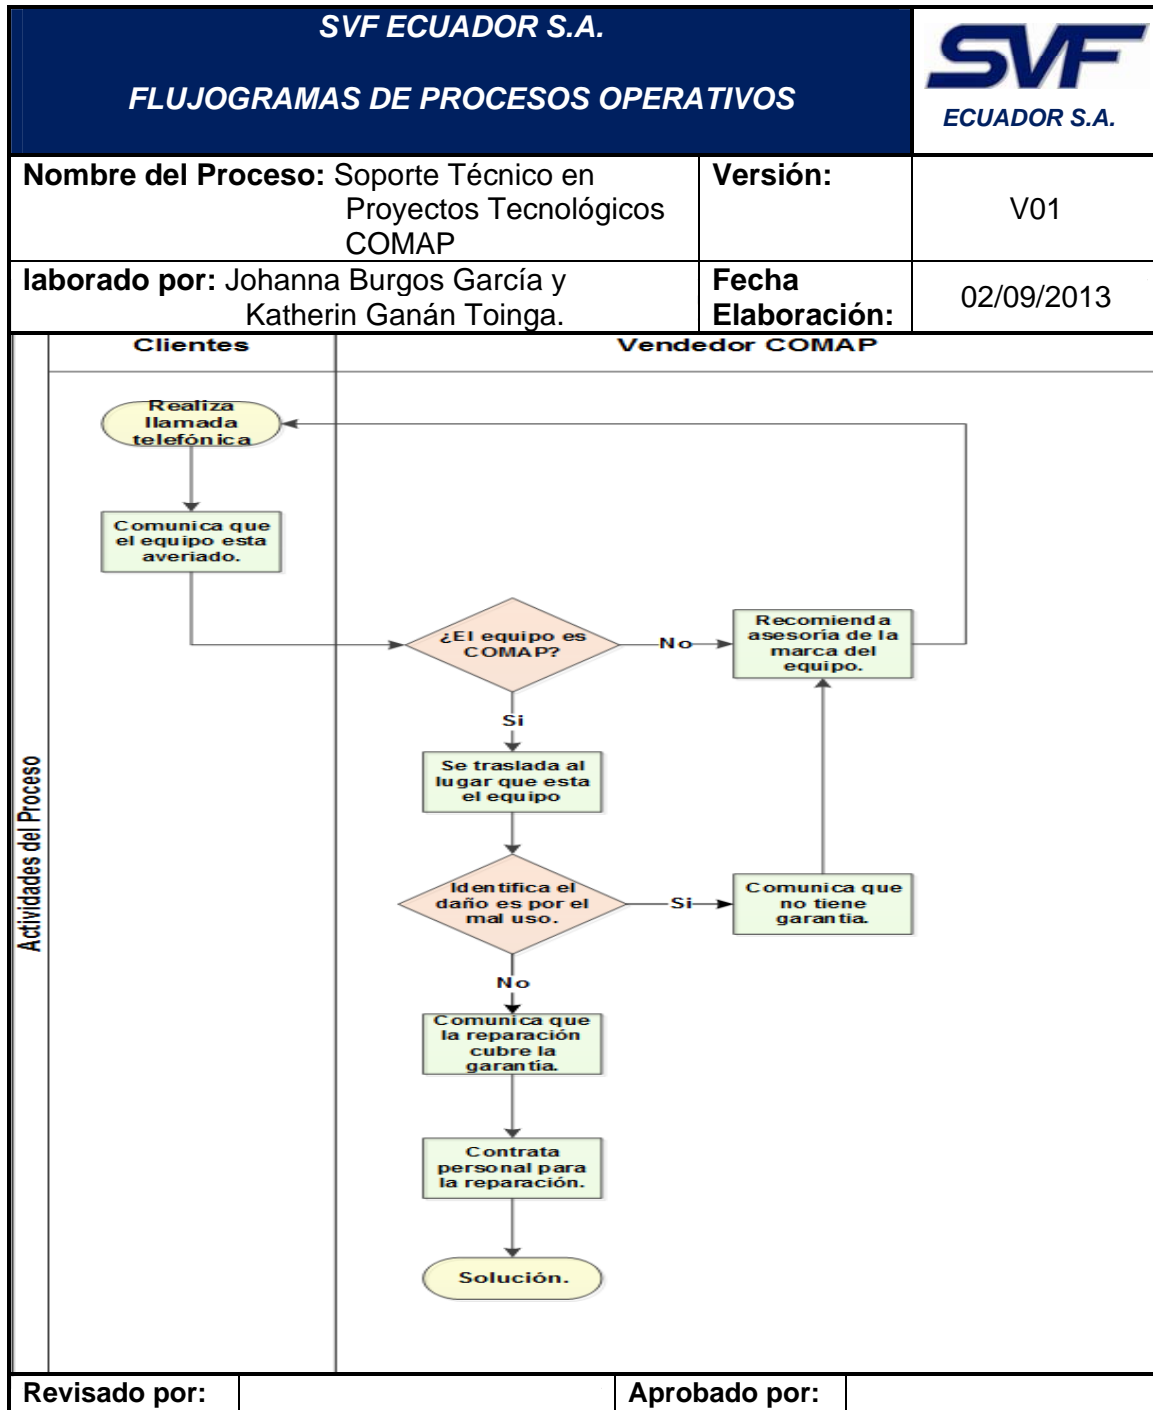 SVF ECUADOR S.A.
FLUJOGRAMAS DE PROCESOS OPERATIVOS
SVF
ECUADOR S.A.
Nombre del Proceso: Soporte Técnico en
Proyectos Tecnológicos
COMAP
Versión:
V01
laborado por: Johanna Burgos García y
Katherin Ganán Toinga.
Fecha
Elaboración:
02/09/2013
Clientes
Vendedor COMAP
Actividades del Proceso
Realiza
llamada
telefónica
Comunica que
el equipo esta
averiado.
¿El equipo es
COMAP?
No
Recomienda
asesoría de la
marca del
equipo.
Si
Se traslada al
lugar que esta
el equipo
Identifica el
daño es por el
mal uso.
Si
Comunica que
no tiene
garantia.
No
Comunica que
la reparación
cubre la
garantía.
Contrata
personal para
la reparación.
Solución.
Revisado por:
Aprobado por: